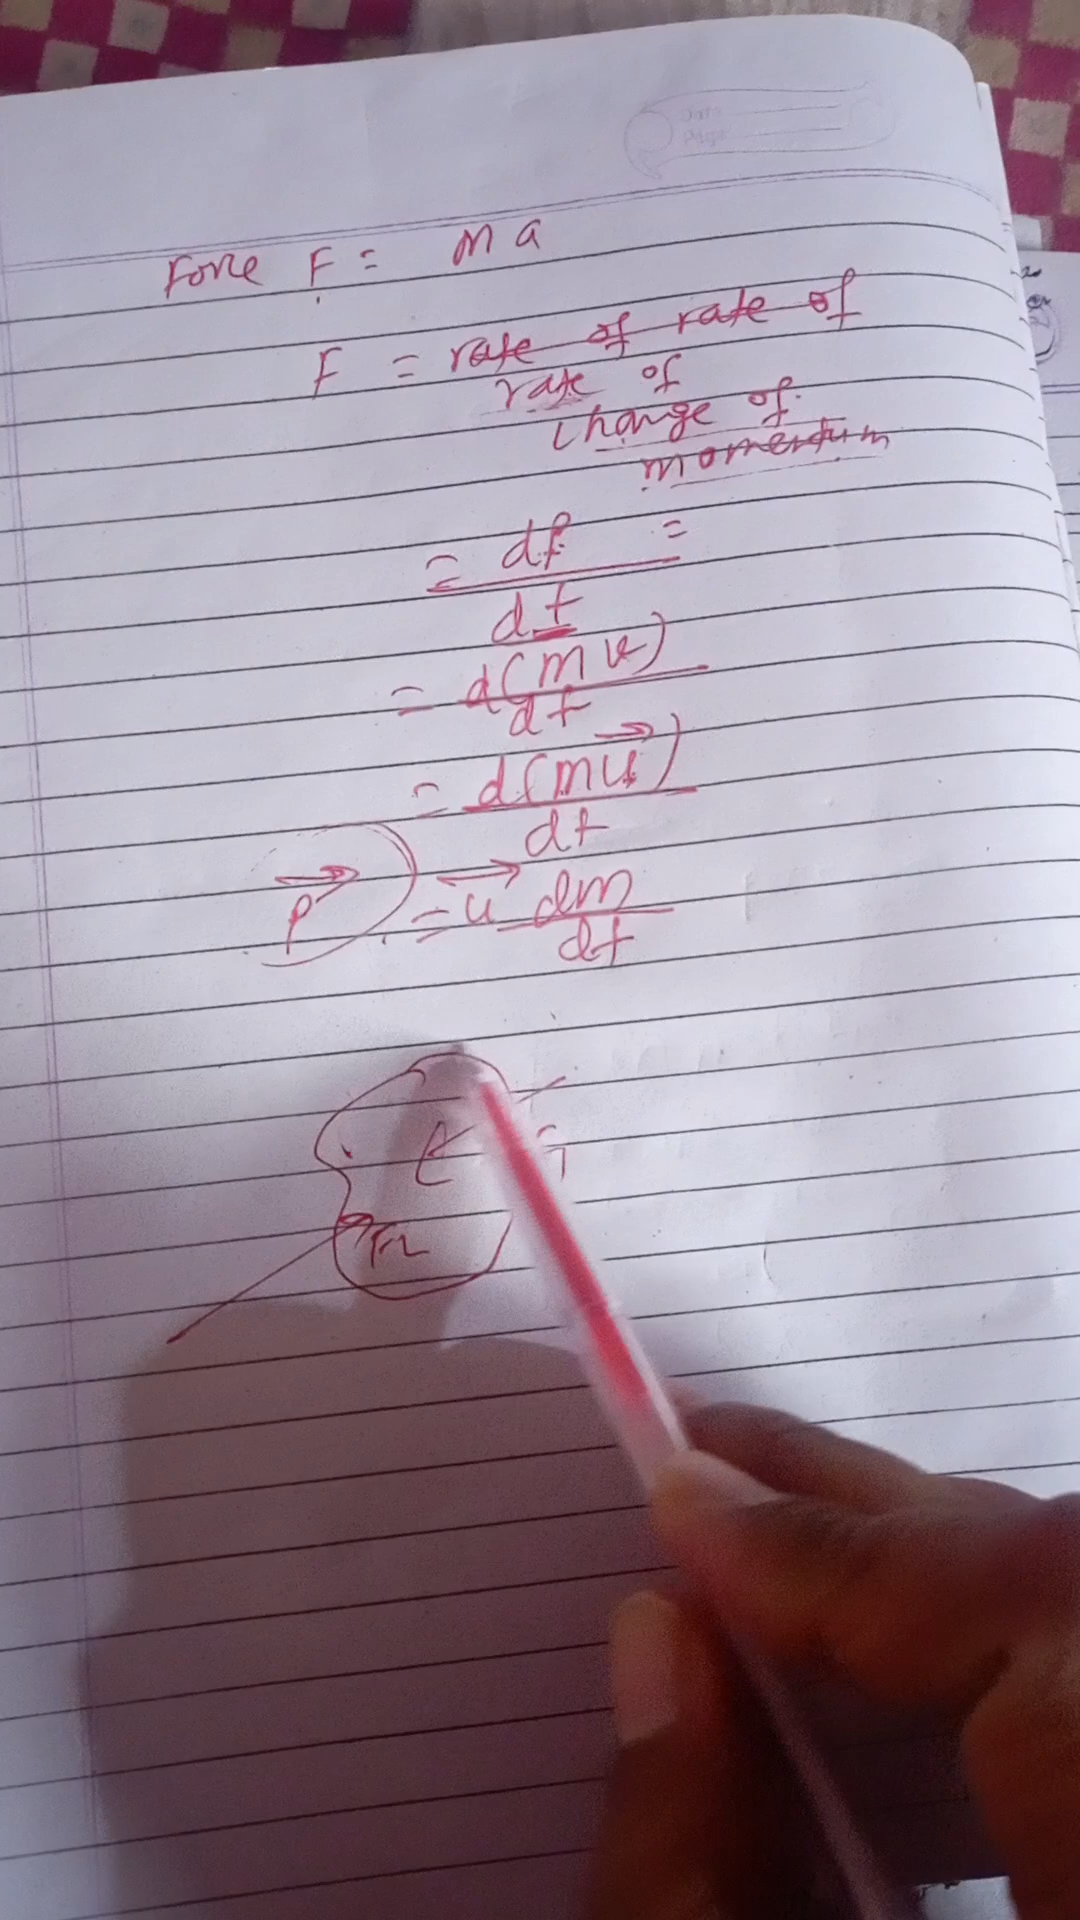 Force F = ma
F = rate of rate of
rate of
change of
momentum
= dp =
dt
= d(mv)
dt
= d(mu)
dt
p = u dm
dt
F2